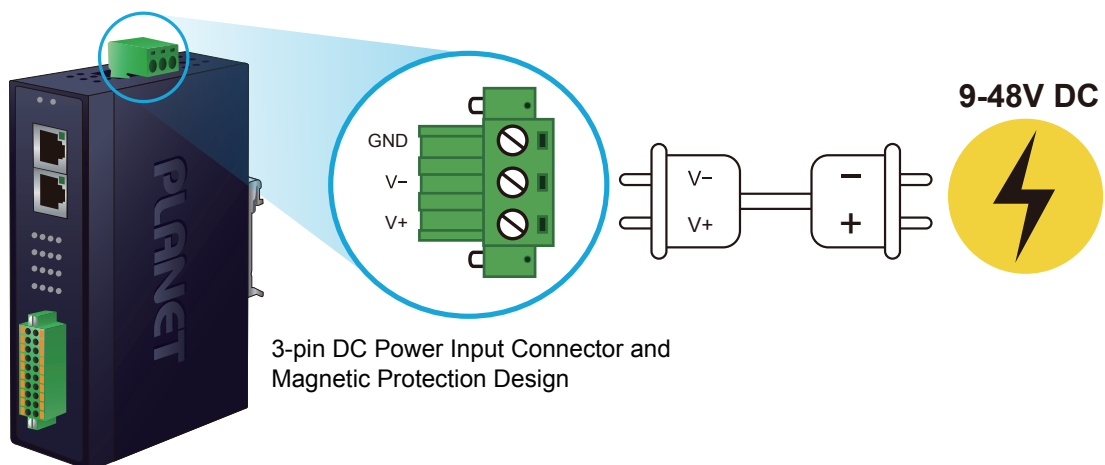 9-48V DC
PLANET
GND
V−
V+
V−
V+
−
+
3-pin DC Power Input Connector and
Magnetic Protection Design